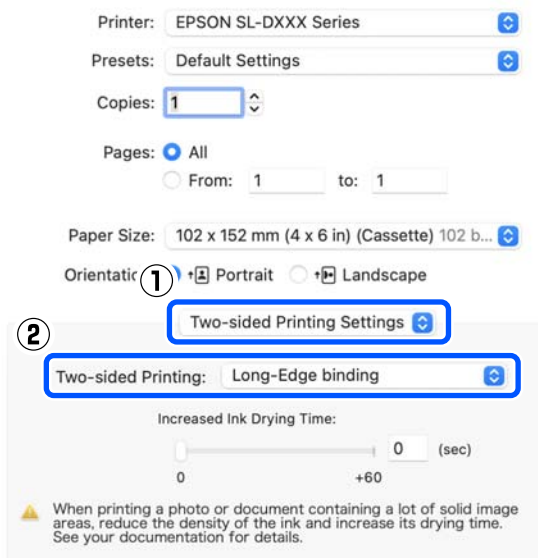 Printer: EPSON SL-DXXX Series
Presets: Default Settings
Copies: 1
Pages: All
From: 1 to: 1
Paper Size: 102 x 152 mm (4 x 6 in) (Cassette) 102 b...
Orientatic Portrait Landscape
1
Two-sided Printing Settings
2
Two-sided Printing: Long-Edge binding
Increased Ink Drying Time:
0 (sec)
0 +60
When printing a photo or document containing a lot of solid image
areas, reduce the density of the ink and increase its drying time.
See your documentation for details.